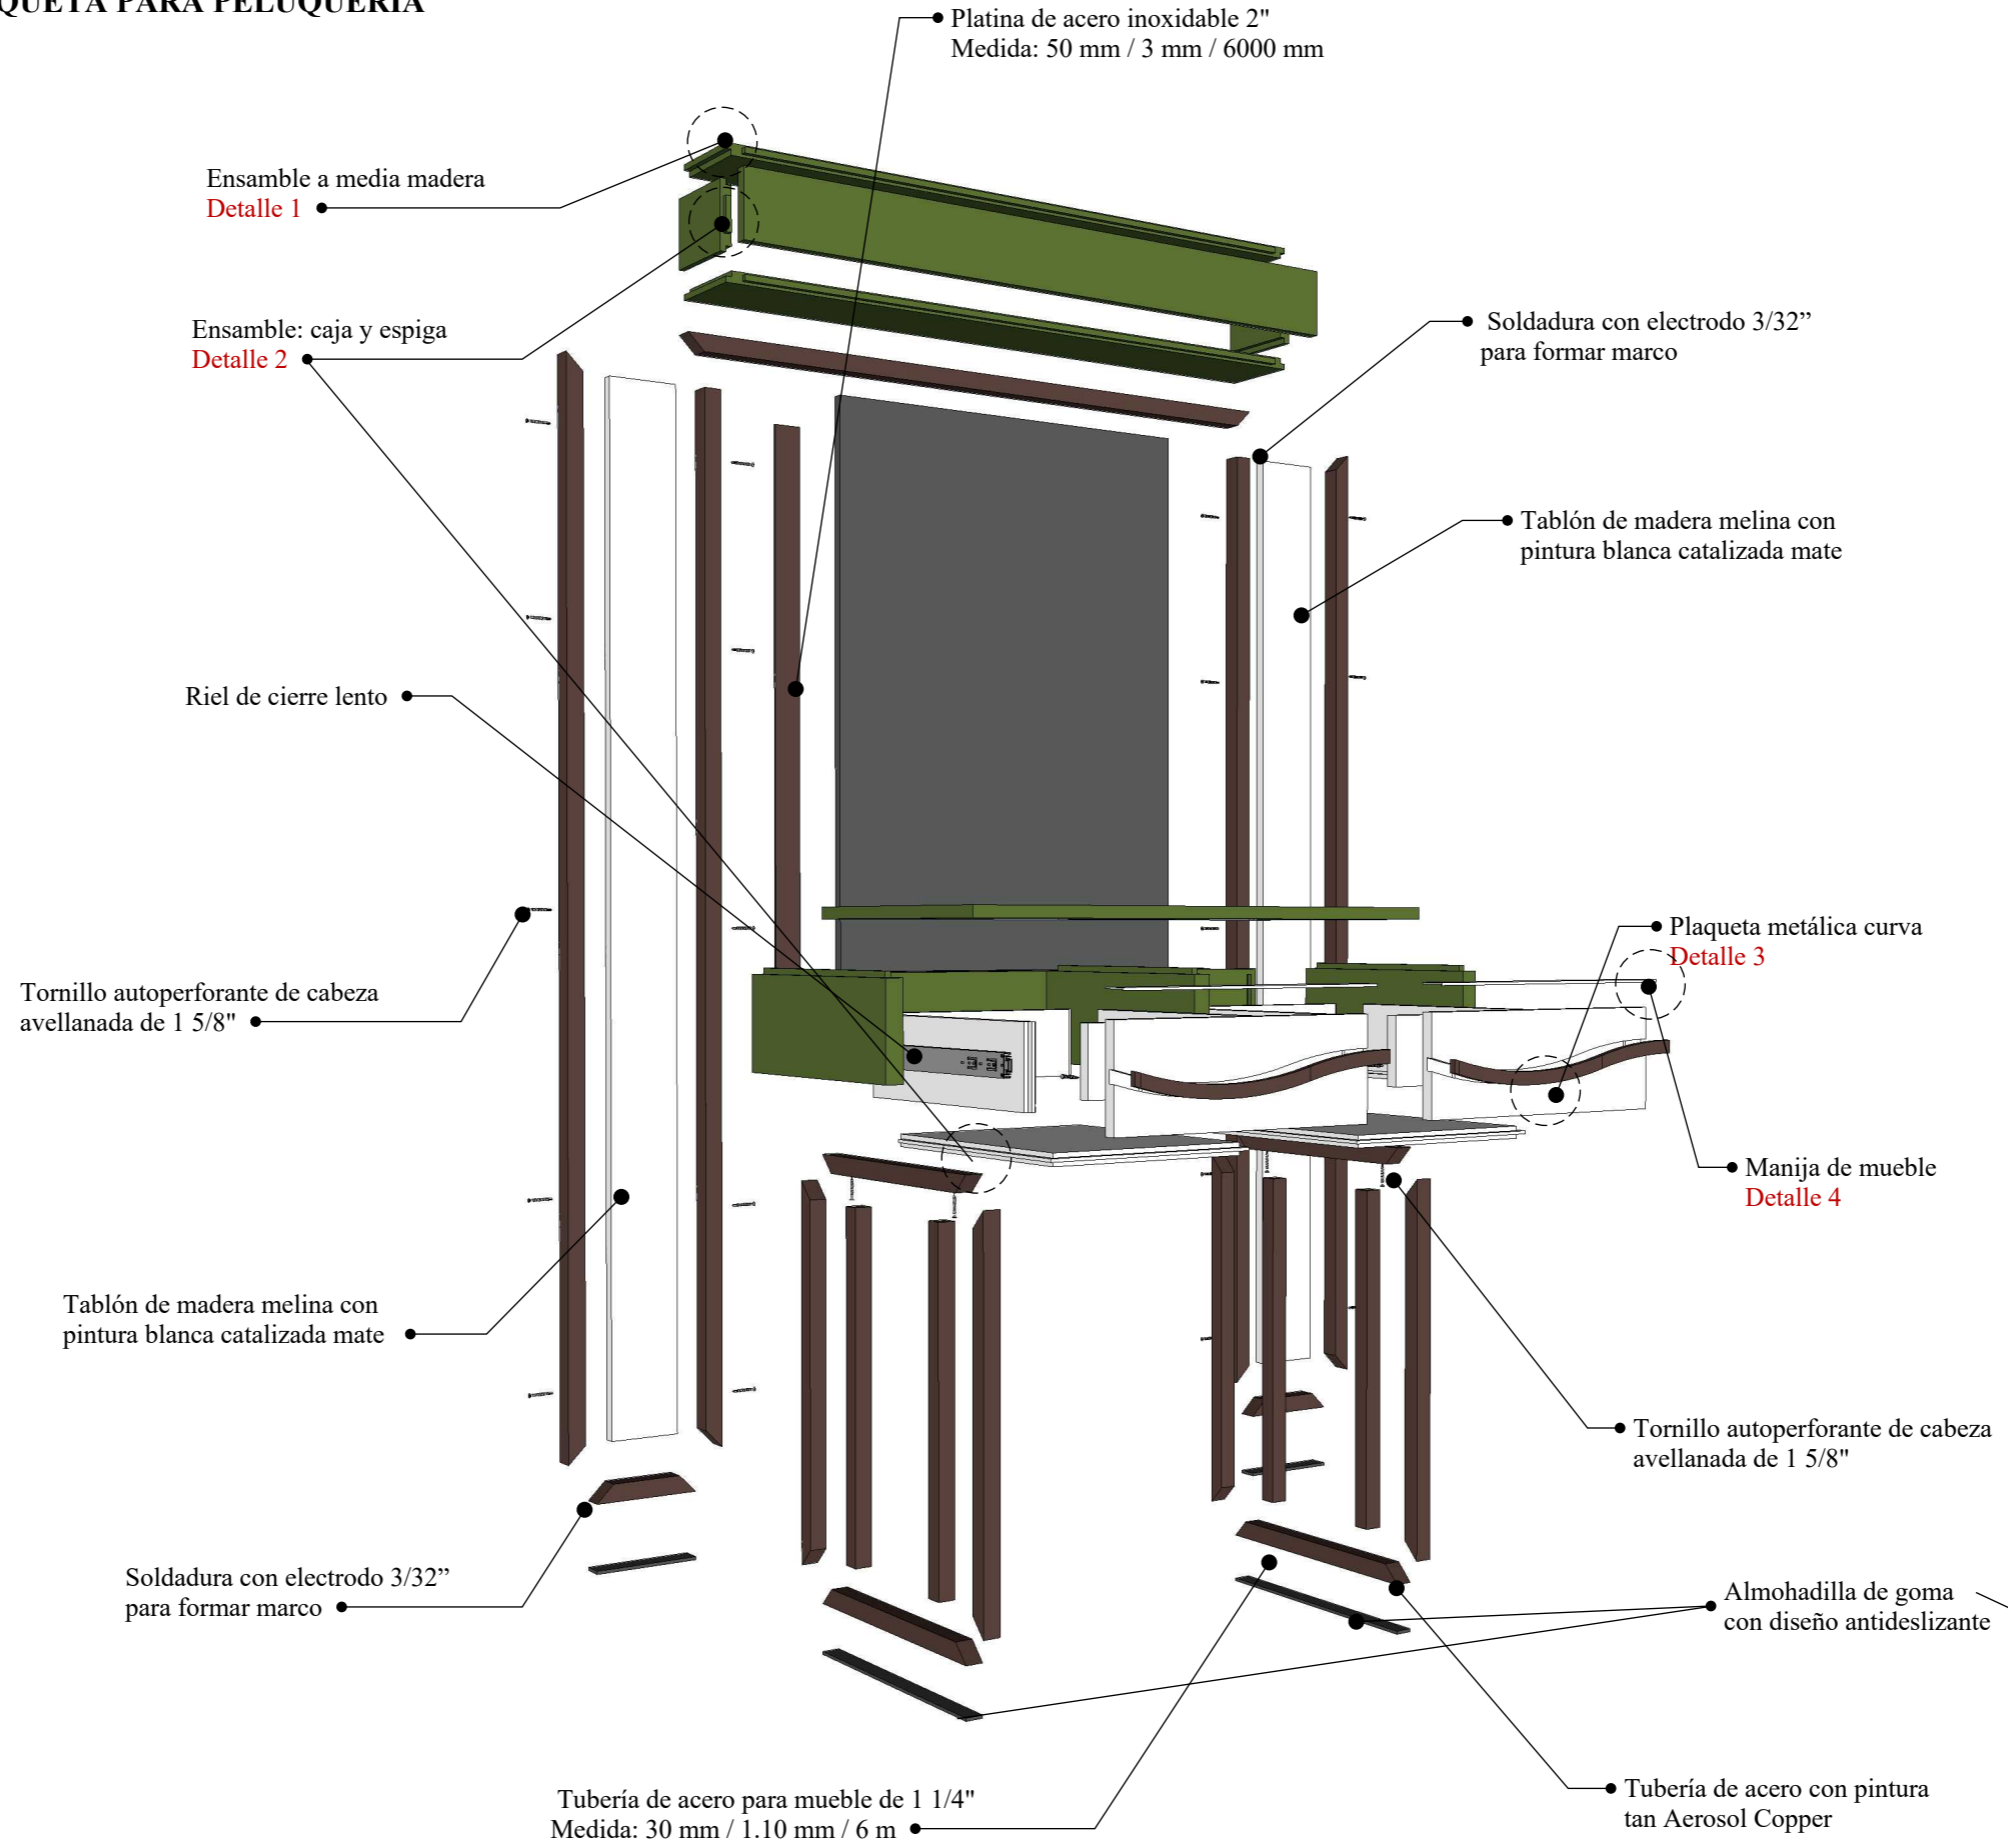 QUETA PARA PELUQUERÍA
Platina de acero inoxidable 2"
Medida: 50 mm / 3 mm / 6000 mm
Ensamble a media madera
Detalle 1
Ensamble: caja y espiga
Detalle 2
Soldadura con electrodo 3/32”
para formar marco
Tablón de madera melina con
pintura blanca catalizada mate
Riel de cierre lento
Plaqueta metálica curva
Detalle 3
Tornillo autoperforante de cabeza
avellanada de 1 5/8"
Manija de mueble
Detalle 4
Tablón de madera melina con
pintura blanca catalizada mate
Tornillo autoperforante de cabeza
avellanada de 1 5/8"
Soldadura con electrodo 3/32”
para formar marco
Almohadilla de goma
con diseño antideslizante
Tubería de acero para mueble de 1 1/4"
Medida: 30 mm / 1.10 mm / 6 m
Tubería de acero con pintura
tan Aerosol Copper